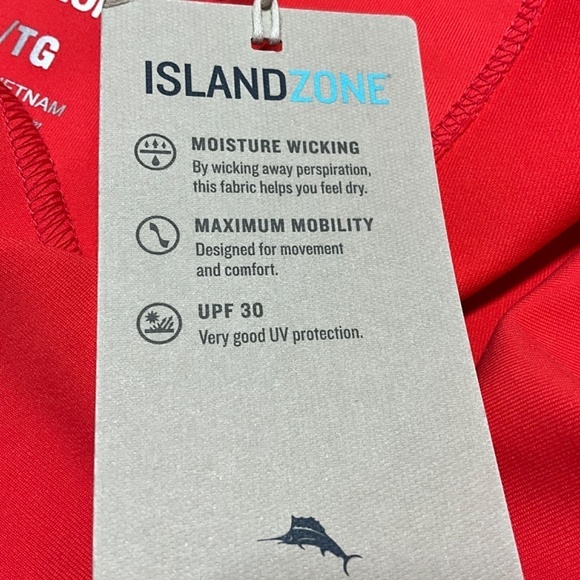 /TG
ISLANDZONE
MOISTURE WICKING
By wicking away perspiration,
this fabric helps you feel dry.
MAXIMUM MOBILITY
Designed for movement
and comfort.
UPF 30
Very good UV protection.